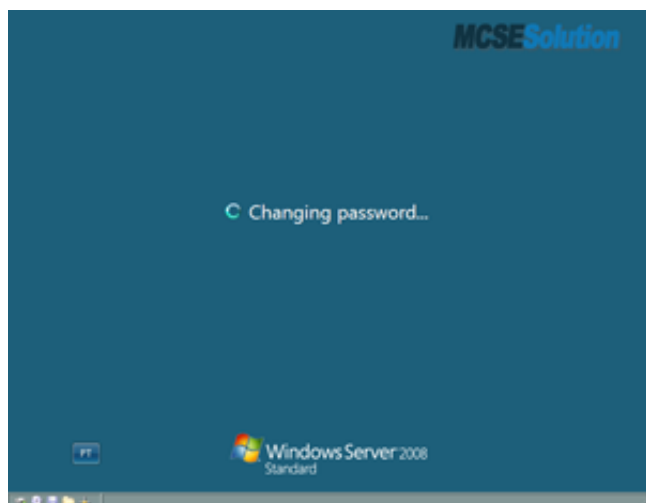 MCSESolution
Changing password...
PT
Windows Server 2008
Standard